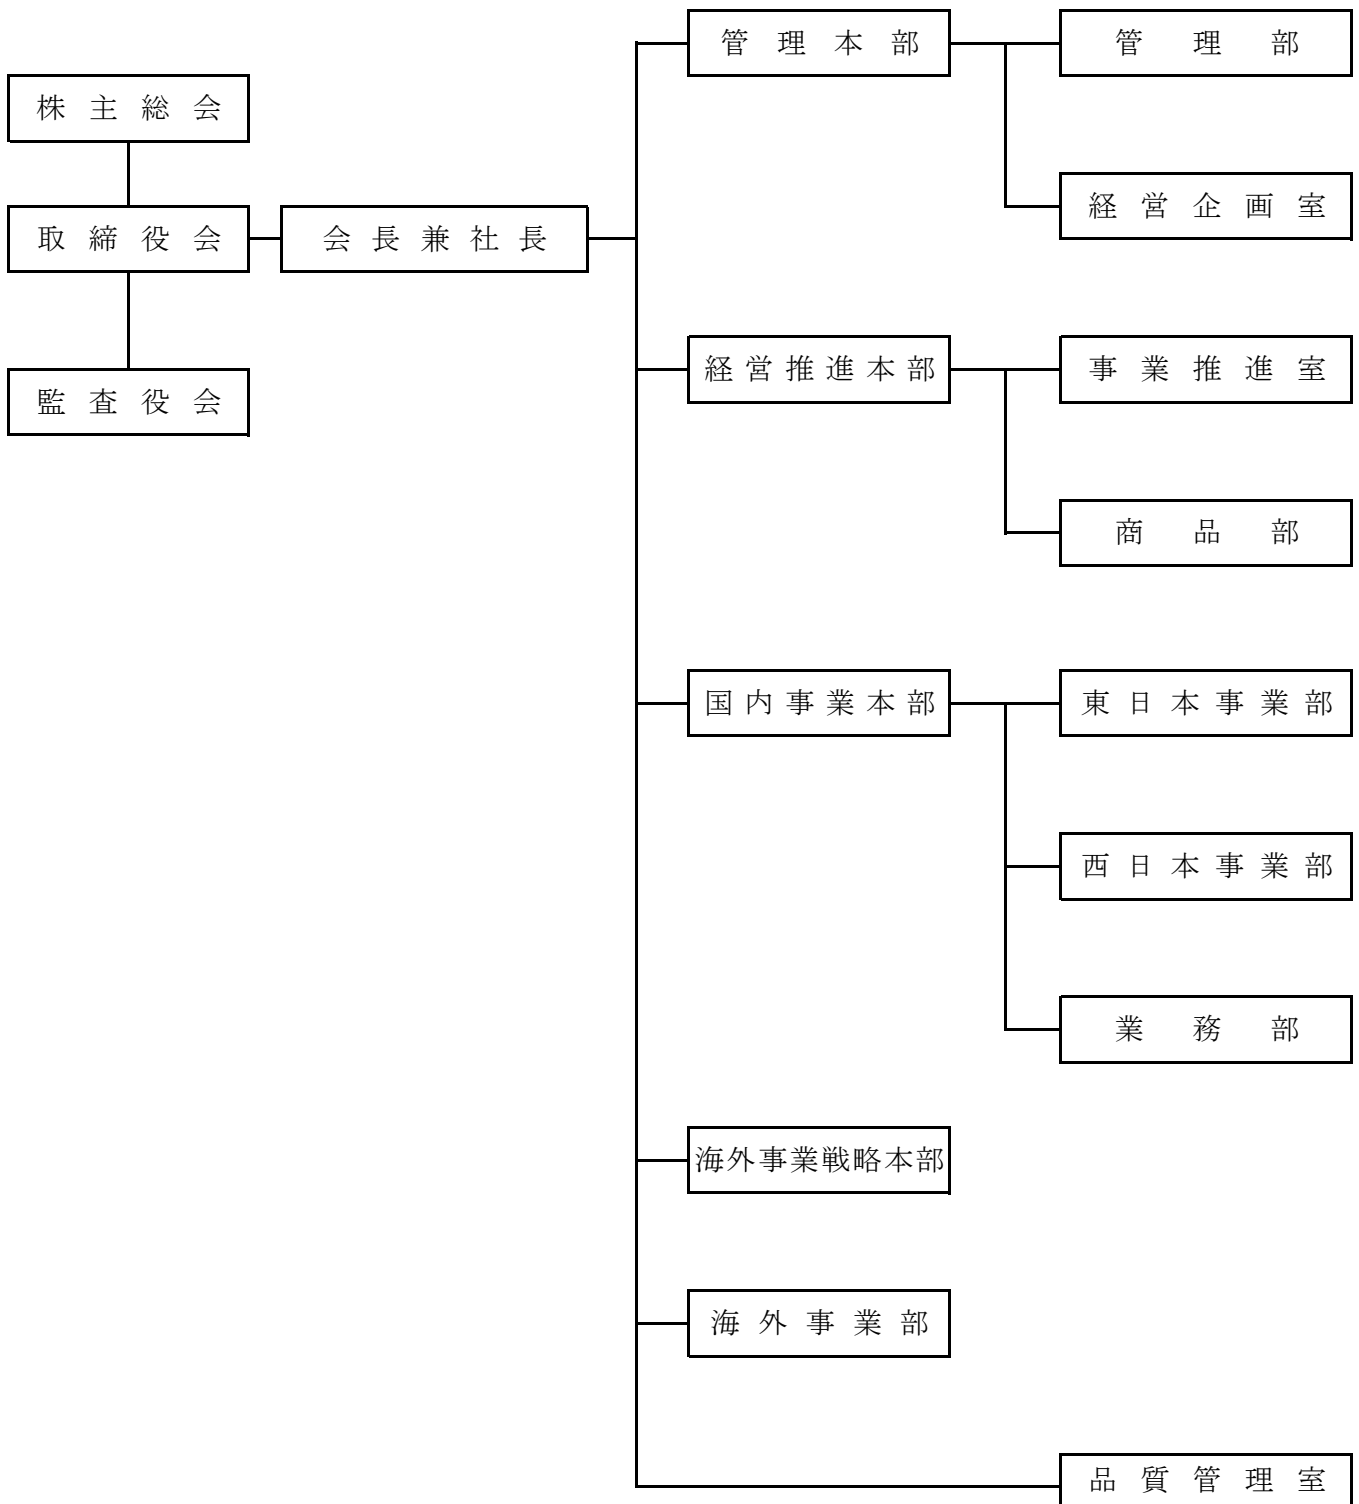 株主総会
取締役会
監査役会
会長兼社長
管理本部
管理部
経営企画室
経営推進本部
事業推進室
商品部
国内事業本部
東日本事業部
西日本事業部
業務部
海外事業戦略本部
海外事業部
品質管理室